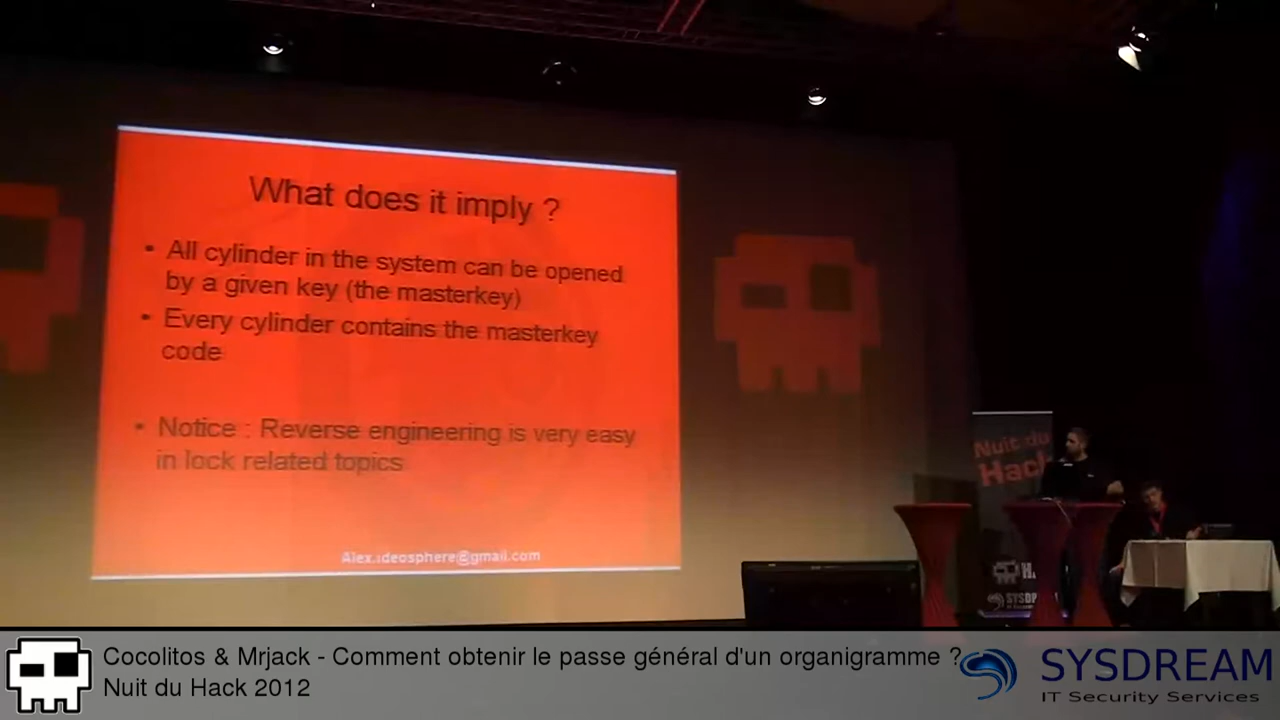 What does it imply ?
• All cylinder in the system can be opened
by a given key (the masterkey)
• Every cylinder contains the masterkey
code
• Notice : Reverse engineering is very easy
in lock related topics
Alex.ideosphere@gmail.com
Nuit du
Hack
SYSDR
Cocolitos & Mrjack - Comment obtenir le passe général d'un organigramme ?
Nuit du Hack 2012
SYSDREAM
IT Security Services